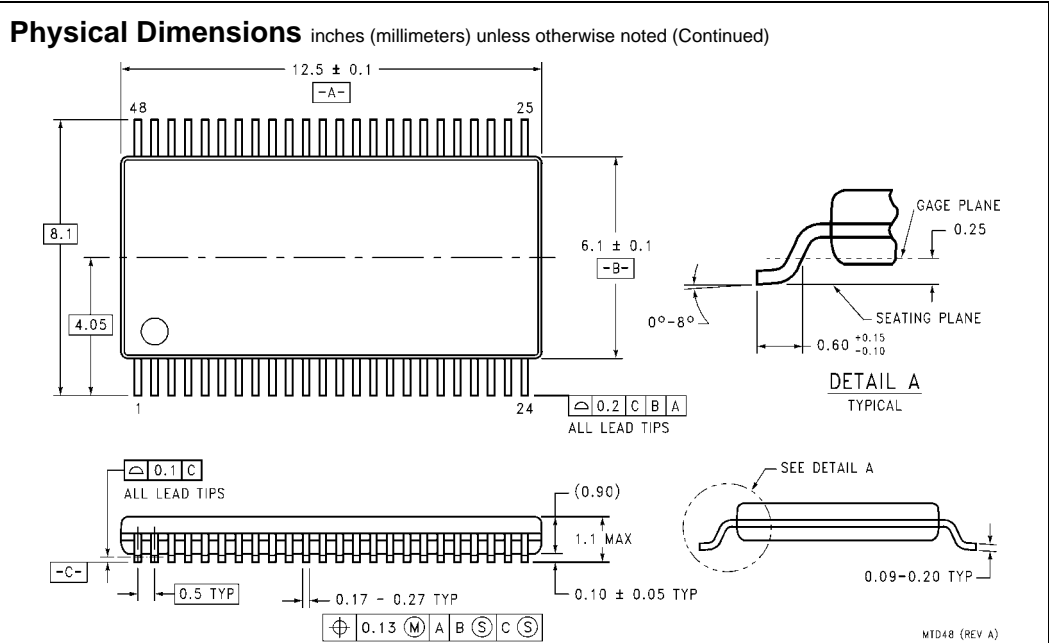 Physical Dimensions inches (millimeters) unless otherwise noted (Continued)
12.5 ± 0.1
-A-
48
25
8.1
4.05
6.1 ± 0.1
-B-
GAGE PLANE
0.25
0°-8°
SEATING PLANE
0.60 +0.15 -0.10
DETAIL A
TYPICAL
1
24
⌓ 0.2 C B A
ALL LEAD TIPS
⌓ 0.1 C
ALL LEAD TIPS
(0.90)
1.1 MAX
SEE DETAIL A
-C-
0.5 TYP
0.17 - 0.27 TYP
0.10 ± 0.05 TYP
0.09-0.20 TYP
⌖ 0.13 Ⓜ A B Ⓢ C Ⓢ
MTD48 (REV A)